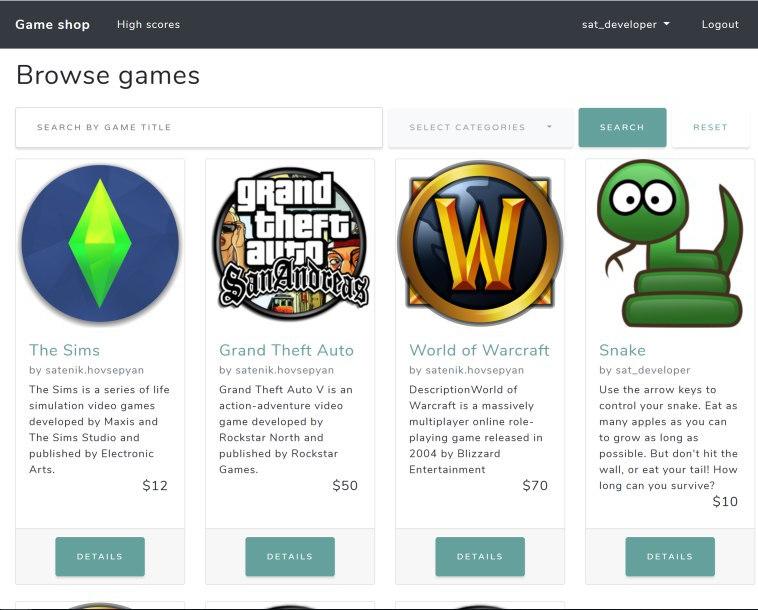 Game shop
High scores
sat_developer
Logout
Browse games
SEARCH BY GAME TITLE
SELECT CATEGORIES
SEARCH
RESET
grand
theft
auto
SanAndreas
W
The Sims
by satenik.hovsepyan
The Sims is a series of life
simulation video games
developed by Maxis and
The Sims Studio and
published by Electronic
Arts.
$12
DETAILS
Grand Theft Auto
by satenik.hovsepyan
Grand Theft Auto V is an
action-adventure video
game developed by
Rockstar North and
published by Rockstar
Games.
$50
DETAILS
World of Warcraft
by satenik.hovsepyan
DescriptionWorld of
Warcraft is a massively
multiplayer online role-
playing game released in
2004 by Blizzard
Entertainment
$70
DETAILS
Snake
by sat_developer
Use the arrow keys to
control your snake. Eat as
many apples as you can
to grow as long as
possible. But don't hit the
wall, or eat your tail! How
long can you survive?
$10
DETAILS